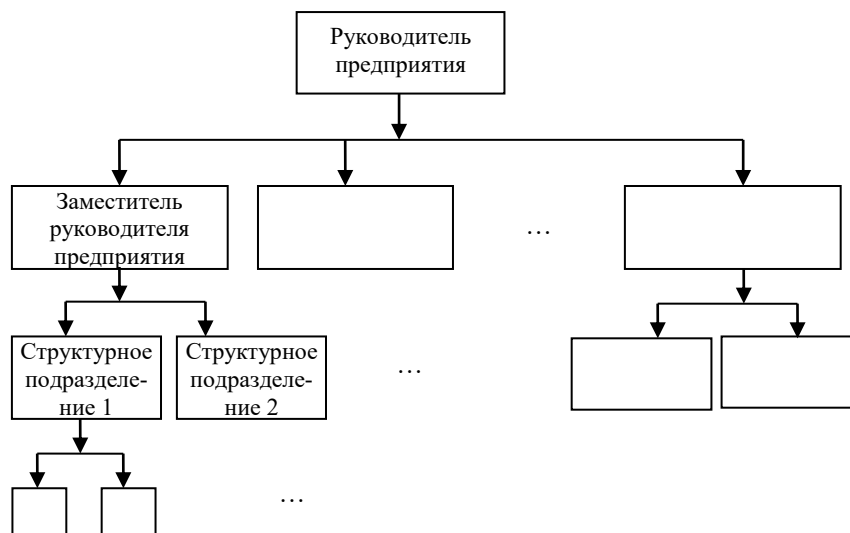 Руководитель
предприятия
Заместитель
руководителя
предприятия
…
Структурное
подразделе-
ние 1
Структурное
подразделе-
ние 2
…
…